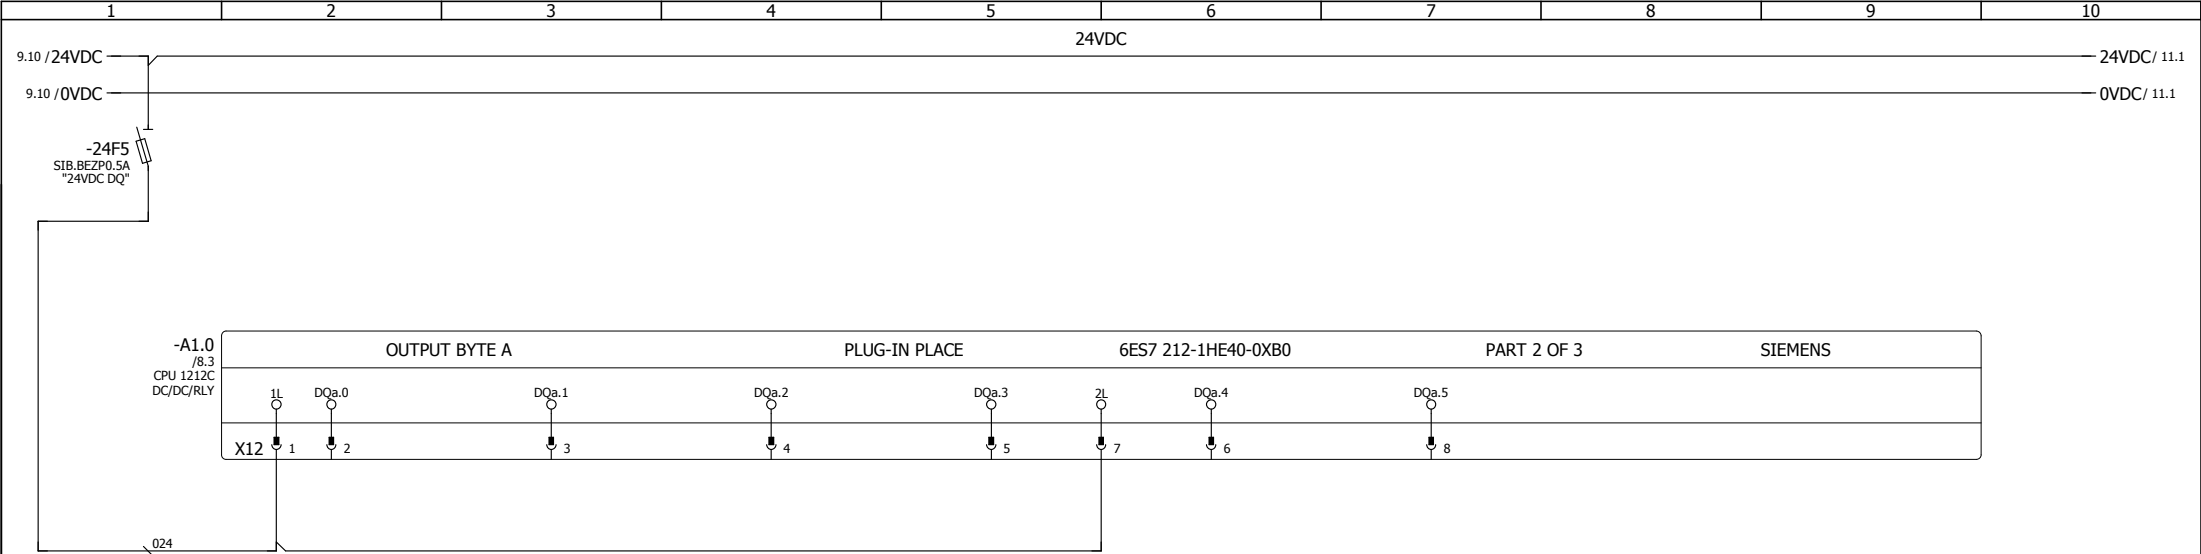 1 2 3 4 5 6 7 8 9 10
24VDC
9.10 /24VDC 24VDC/ 11.1
9.10 /0VDC 0VDC/ 11.1
-24F5
SIB.BEZP0.5A
"24VDC DQ"
-A1.0
/8.3
CPU 1212C
DC/DC/RLY
OUTPUT BYTE A PLUG-IN PLACE 6ES7 212-1HE40-0XB0 PART 2 OF 3 SIEMENS
1L DQa.0 DQa.1 DQa.2 DQa.3 2L DQa.4 DQa.5
X12 1 2 3 4 5 7 6 8
024